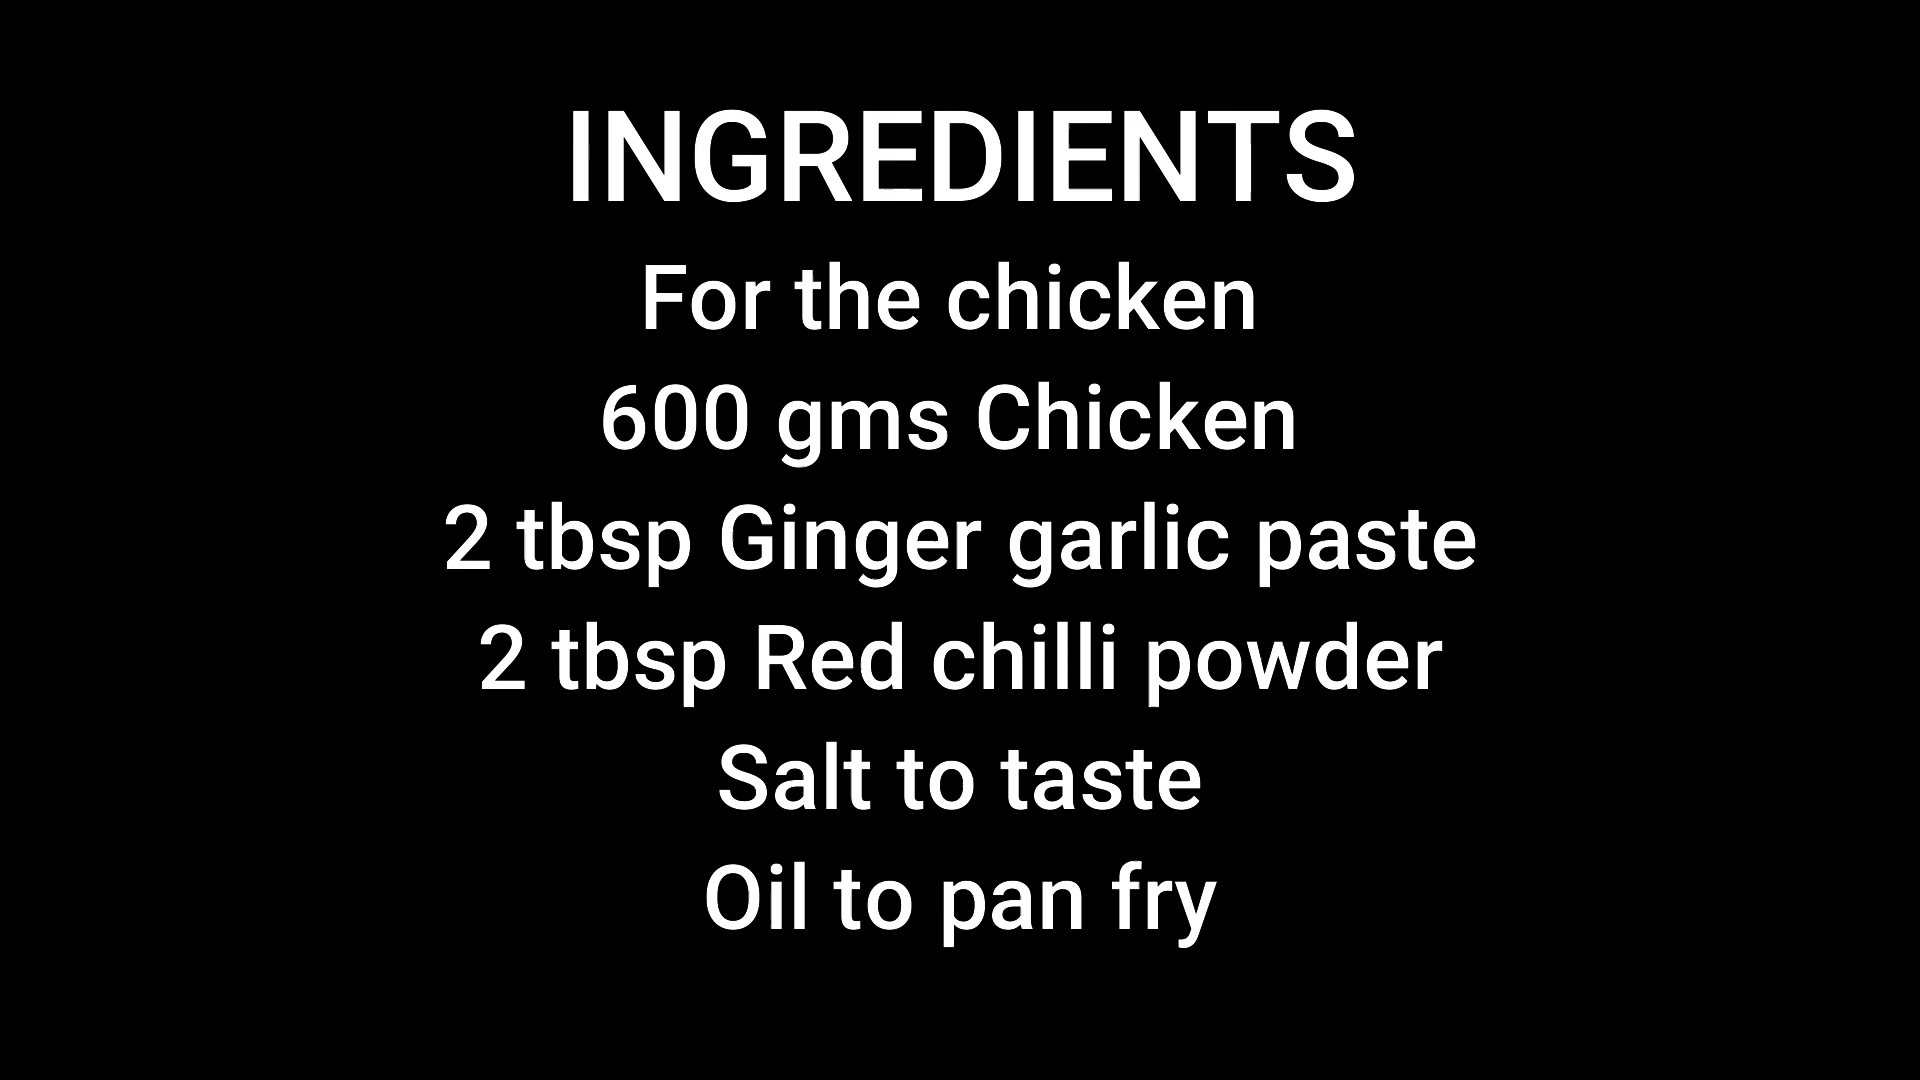 INGREDIENTS
For the chicken
600 gms Chicken
2 tbsp Ginger garlic paste
2 tbsp Red chilli powder
Salt to taste
Oil to pan fry